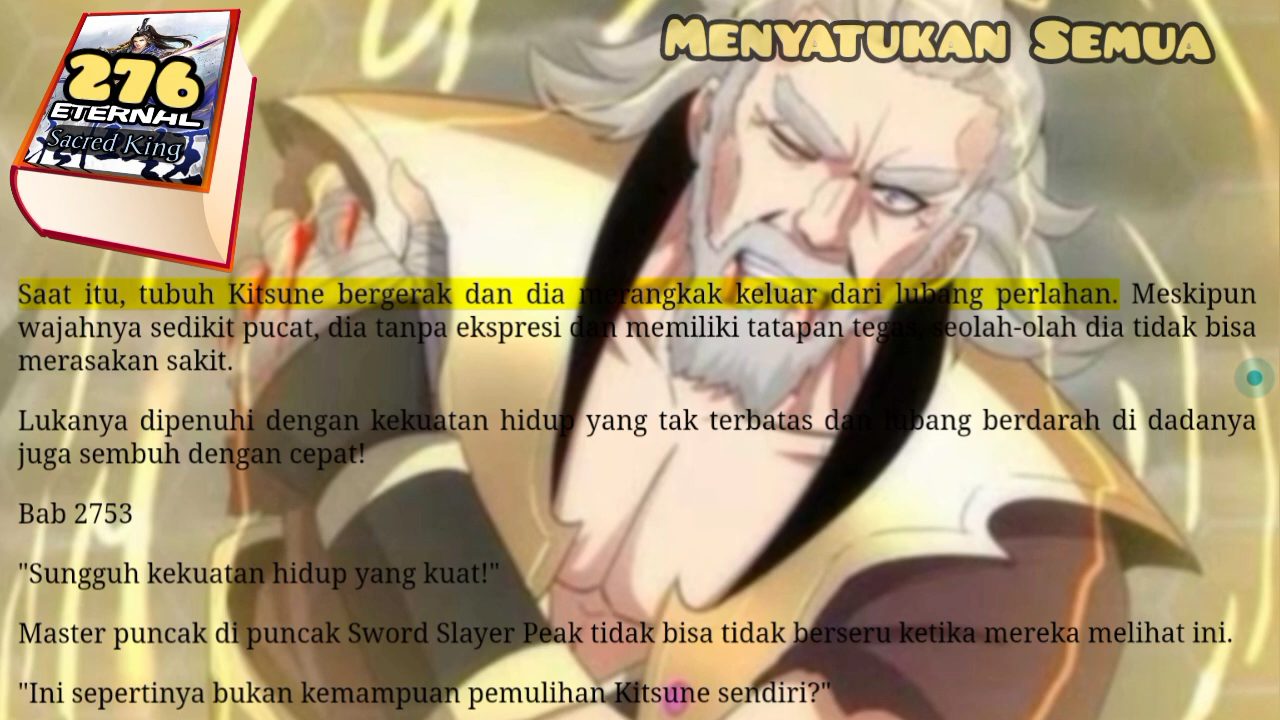 Menyatukan Semua
276
ETERNAL
Sacred King
Saat itu, tubuh Kitsune bergerak dan dia merangkak keluar dari lubang perlahan. Meskipun
wajahnya sedikit pucat, dia tanpa ekspresi dan memiliki tatapan tegas, seolah-olah dia tidak bisa
merasakan sakit.
Lukanya dipenuhi dengan kekuatan hidup yang tak terbatas dan lubang berdarah di dadanya
juga sembuh dengan cepat!
Bab 2753
"Sungguh kekuatan hidup yang kuat!"
Master puncak di puncak Sword Slayer Peak tidak bisa tidak berseru ketika mereka melihat ini.
"Ini sepertinya bukan kemampuan pemulihan Kitsune sendiri?"